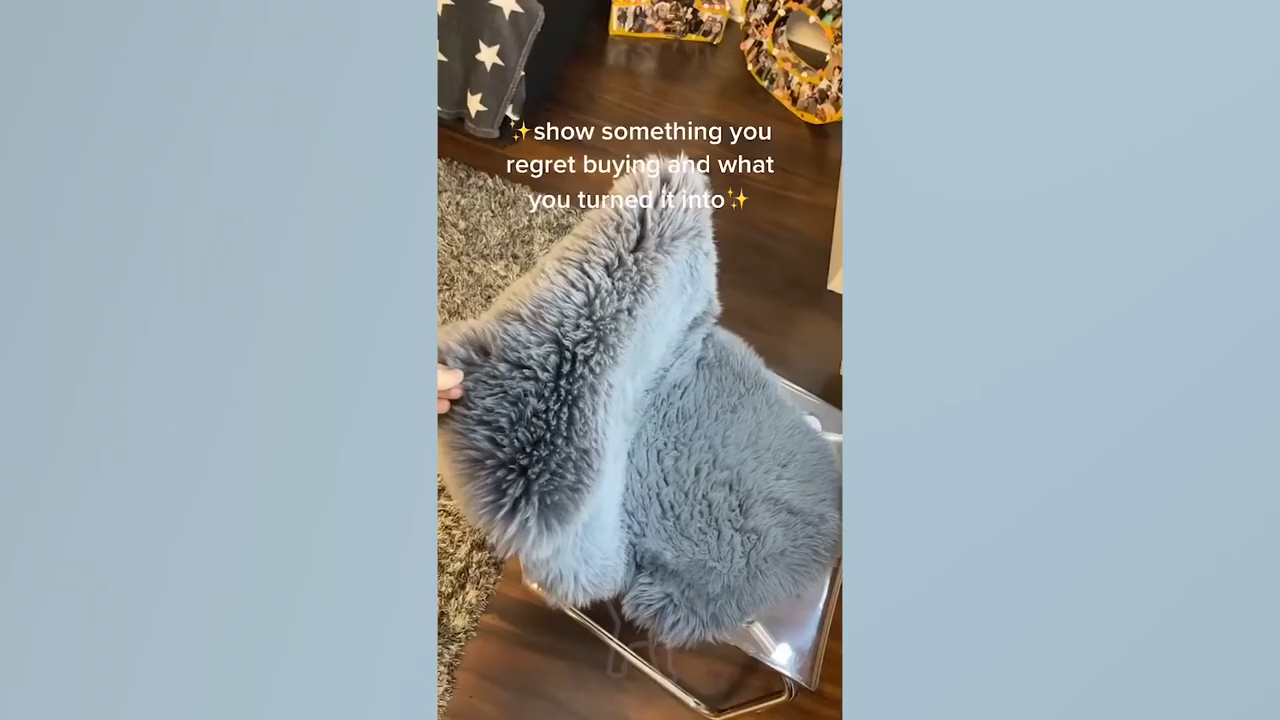 ✨show something you
regret buying and what
you turned it into✨